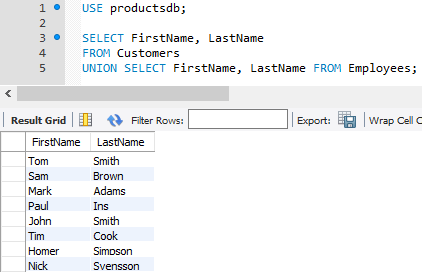 1 USE productsdb;
2
3 SELECT FirstName, LastName
4 FROM Customers
5 UNION SELECT FirstName, LastName FROM Employees;
Result Grid Filter Rows: Export: Wrap Cell C
FirstName LastName
Tom Smith
Sam Brown
Mark Adams
Paul Ins
John Smith
Tim Cook
Homer Simpson
Nick Svensson